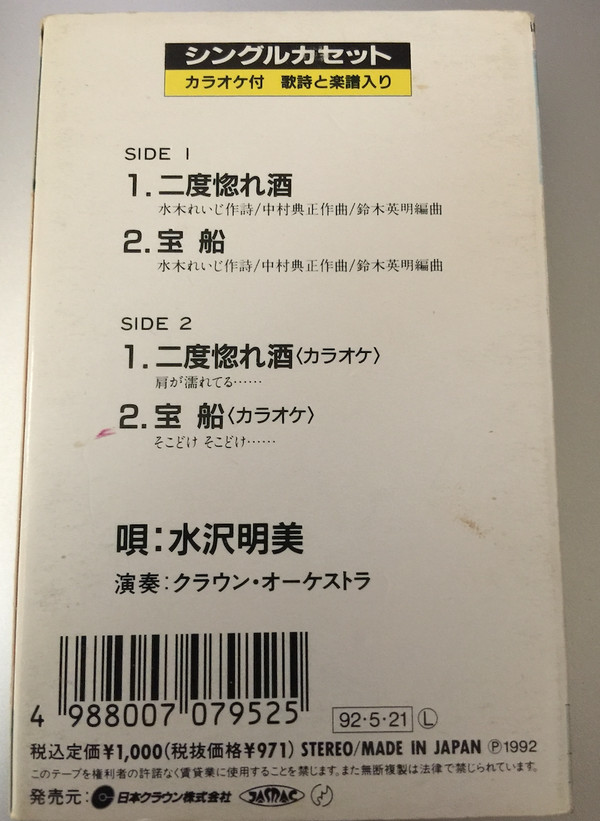 シングルカセット
カラオケ付 歌詩と楽譜入り
SIDE 1
1.二度惚れ酒
水木れいじ作詩/中村典正作曲/鈴木英明編曲
2.宝 船
水木れいじ作詩/中村典正作曲/鈴木英明編曲
SIDE 2
1.二度惚れ酒〈カラオケ〉
肩が濡れてる……
2.宝 船〈カラオケ〉
そこどけ そこどけ……
唄:水沢明美
演奏:クラウン・オーケストラ
4 988007 079525
92・5・21 Ⓛ
税込定価¥1,000(税抜価格¥971) STEREO/MADE IN JAPAN Ⓟ1992
このテープを権利者の許諾なく賃貸業に使用することを禁じます。また無断複製は法律で禁じられています。
発売元: 日本クラウン株式会社 JASRAC